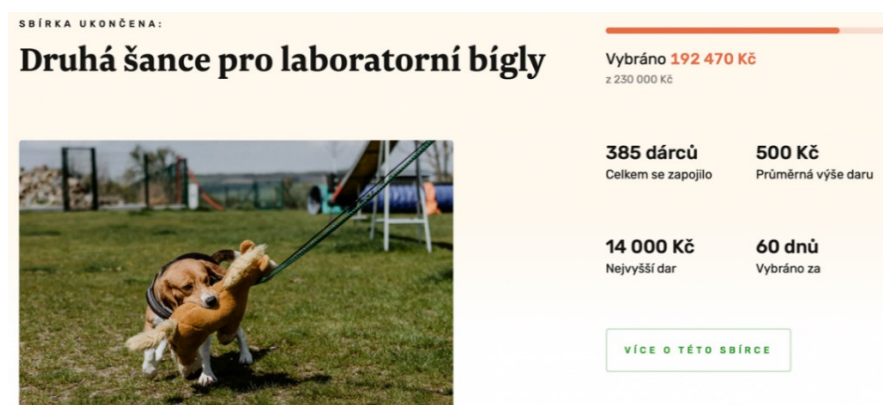 SBÍRKA UKONČENA:
Druhá šance pro laboratorní bígly
Vybráno 192 470 Kč
z 230 000 Kč
385 dárců
Celkem se zapojilo
500 Kč
Průměrná výše daru
14 000 Kč
Nejvyšší dar
60 dnů
Vybráno za
VÍCE O TÉTO SBÍRCE